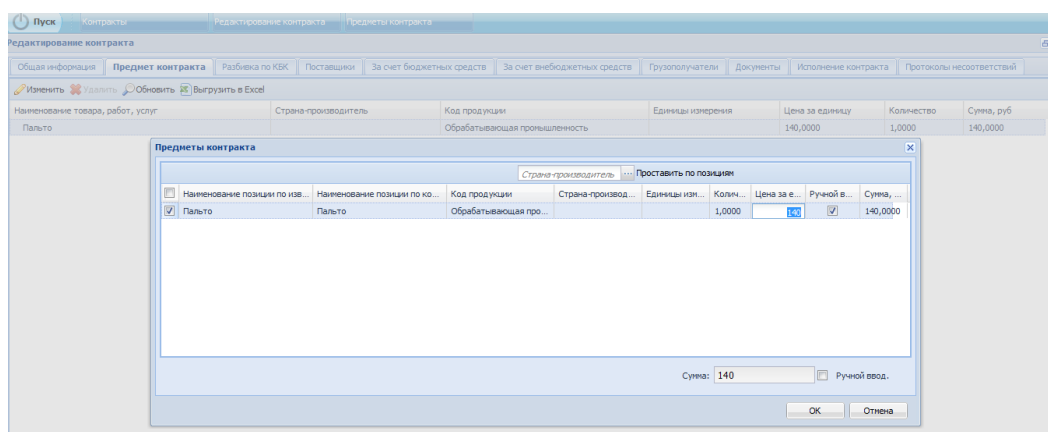 Пуск Контракты Редактирование контракта Предметы контракта
Редактирование контракта
Общая информация Предмет контракта Разбивка по КБК Поставщики За счет бюджетных средств За счет внебюджетных средств Грузополучатели Документы Исполнение контракта Протоколы несоответствий
Изменить Удалить Обновить Выгрузить в Excel
Наименование товара, работ, услуг Страна-производитель Код продукции Единицы измерения Цена за единицу Количество Сумма, руб
Пальто Обрабатывающая промышленность 140,0000 1,0000 140,0000
Предметы контракта
Страна-производитель ... Проставить по позициям
Наименование позиции по изв... Наименование позиции по ко... Код продукции Страна-производ... Единицы изм... Колич... Цена за е... Ручной в... Сумма, ...
Пальто Пальто Обрабатывающая про... 1,0000 140 140,0000
Сумма: 140 Ручной ввод.
ОК Отмена